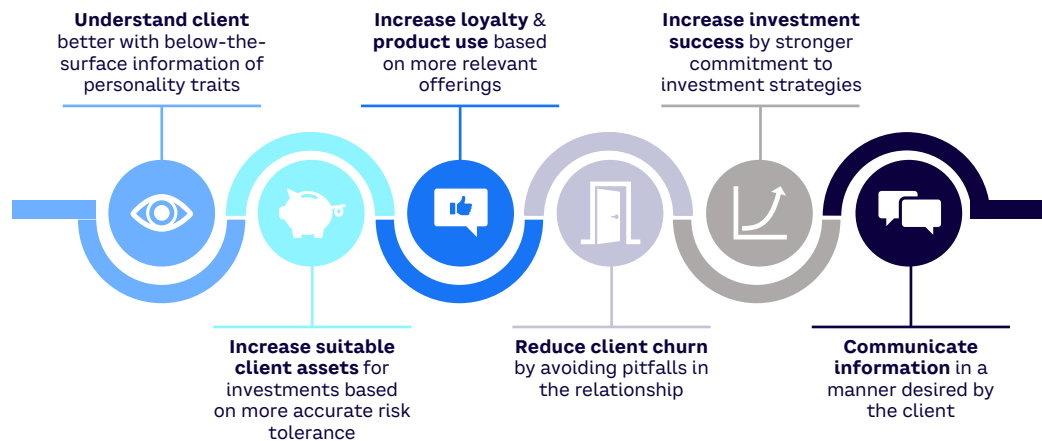 Understand client
better with below-the-
surface information of
personality traits
Increase suitable
client assets for
investments based
on more accurate risk
tolerance
Increase loyalty &
product use based
on more relevant
offerings
Reduce client churn
by avoiding pitfalls in
the relationship
Increase investment
success by stronger
commitment to
investment strategies
Communicate
information in a
manner desired by
the client